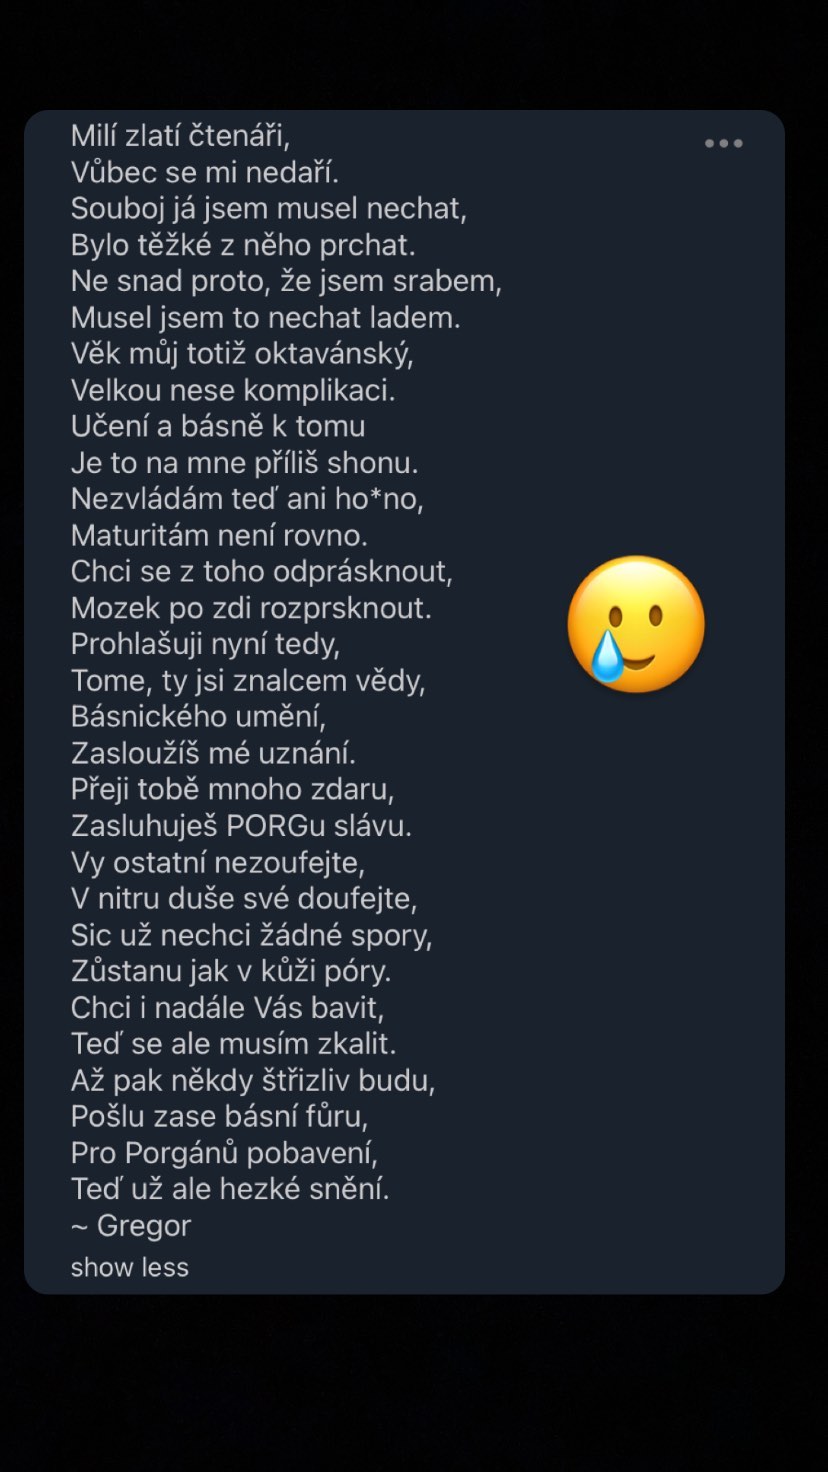 Milí zlatí čtenáři,
Vůbec se mi nedaří.
Souboj já jsem musel nechat,
Bylo těžké z něho prchat.
Ne snad proto, že jsem srabem,
Musel jsem to nechat ladem.
Věk můj totiž oktavánský,
Velkou nese komplikaci.
Učení a básně k tomu
Je to na mne příliš shonu.
Nezvládám teď ani ho*no,
Maturitám není rovno.
Chci se z toho odprásknout,
Mozek po zdi rozprsknout.
Prohlašuji nyní tedy,
Tome, ty jsi znalcem vědy,
Básnického umění,
Zasloužíš mé uznání.
Přeji tobě mnoho zdaru,
Zasluhuješ PORGu slávu.
Vy ostatní nezoufejte,
V nitru duše své doufejte,
Sic už nechci žádné spory,
Zůstanu jak v kůži póry.
Chci i nadále Vás bavit,
Teď se ale musím zkalit.
Až pak někdy štřizliv budu,
Pošlu zase básní fůru,
Pro Porgánů pobavení,
Teď už ale hezké snění.
~ Gregor
show less